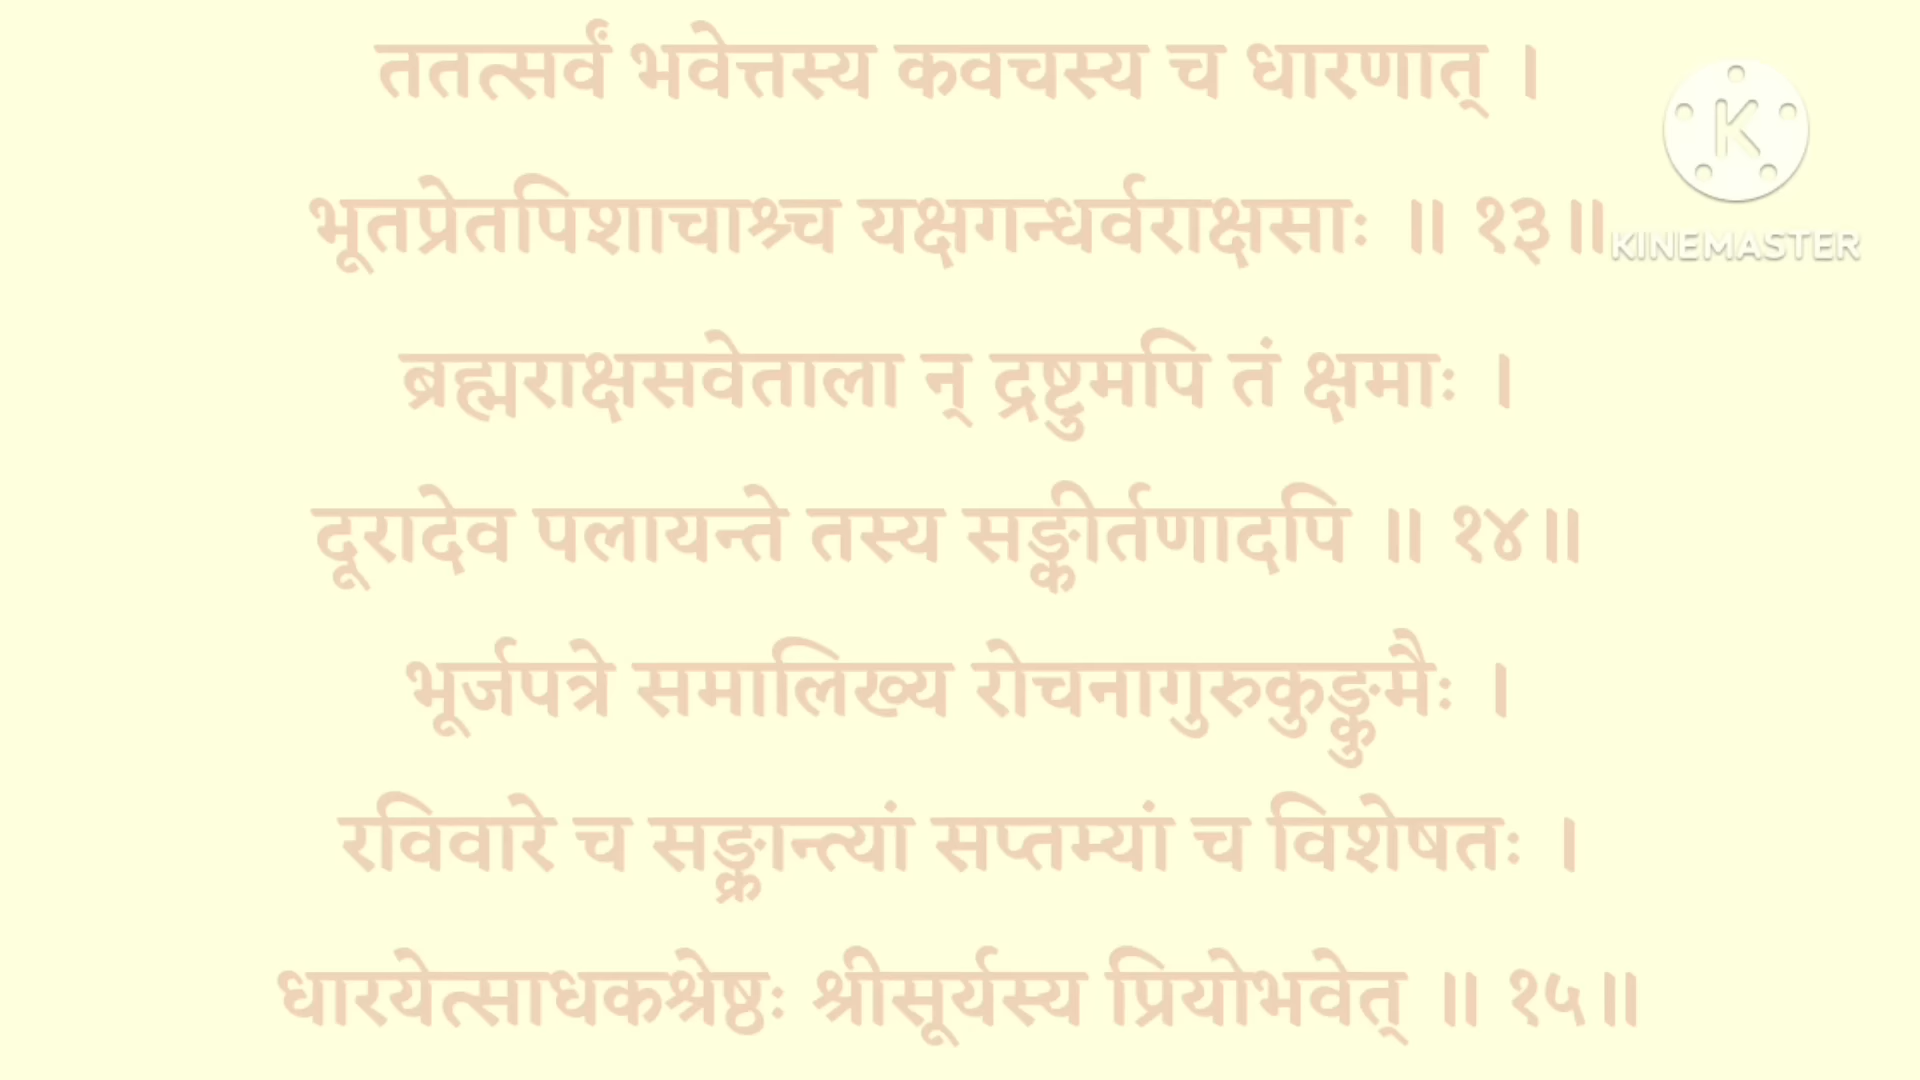 ततत्सर्वं भवेत्तस्य कवचस्य च धारणात् ।
भूतप्रेतपिशाचाश्र्च यक्षगन्धर्वराक्षसाः ॥ १३॥
ब्रह्मराक्षसवेताला न् द्रष्टुमपि तं क्षमाः ।
दूरादेव पलायन्ते तस्य सङ्कीर्तणादपि ॥ १४॥
भूर्जपत्रे समालिख्य रोचनागुरुकुङ्कुमैः ।
रविवारे च सङ्क्रान्त्यां सप्तम्यां च विशेषतः ।
धारयेत्साधकश्रेष्ठः श्रीसूर्यस्य प्रियोभवेत् ॥ १५॥
K
KINEMASTER